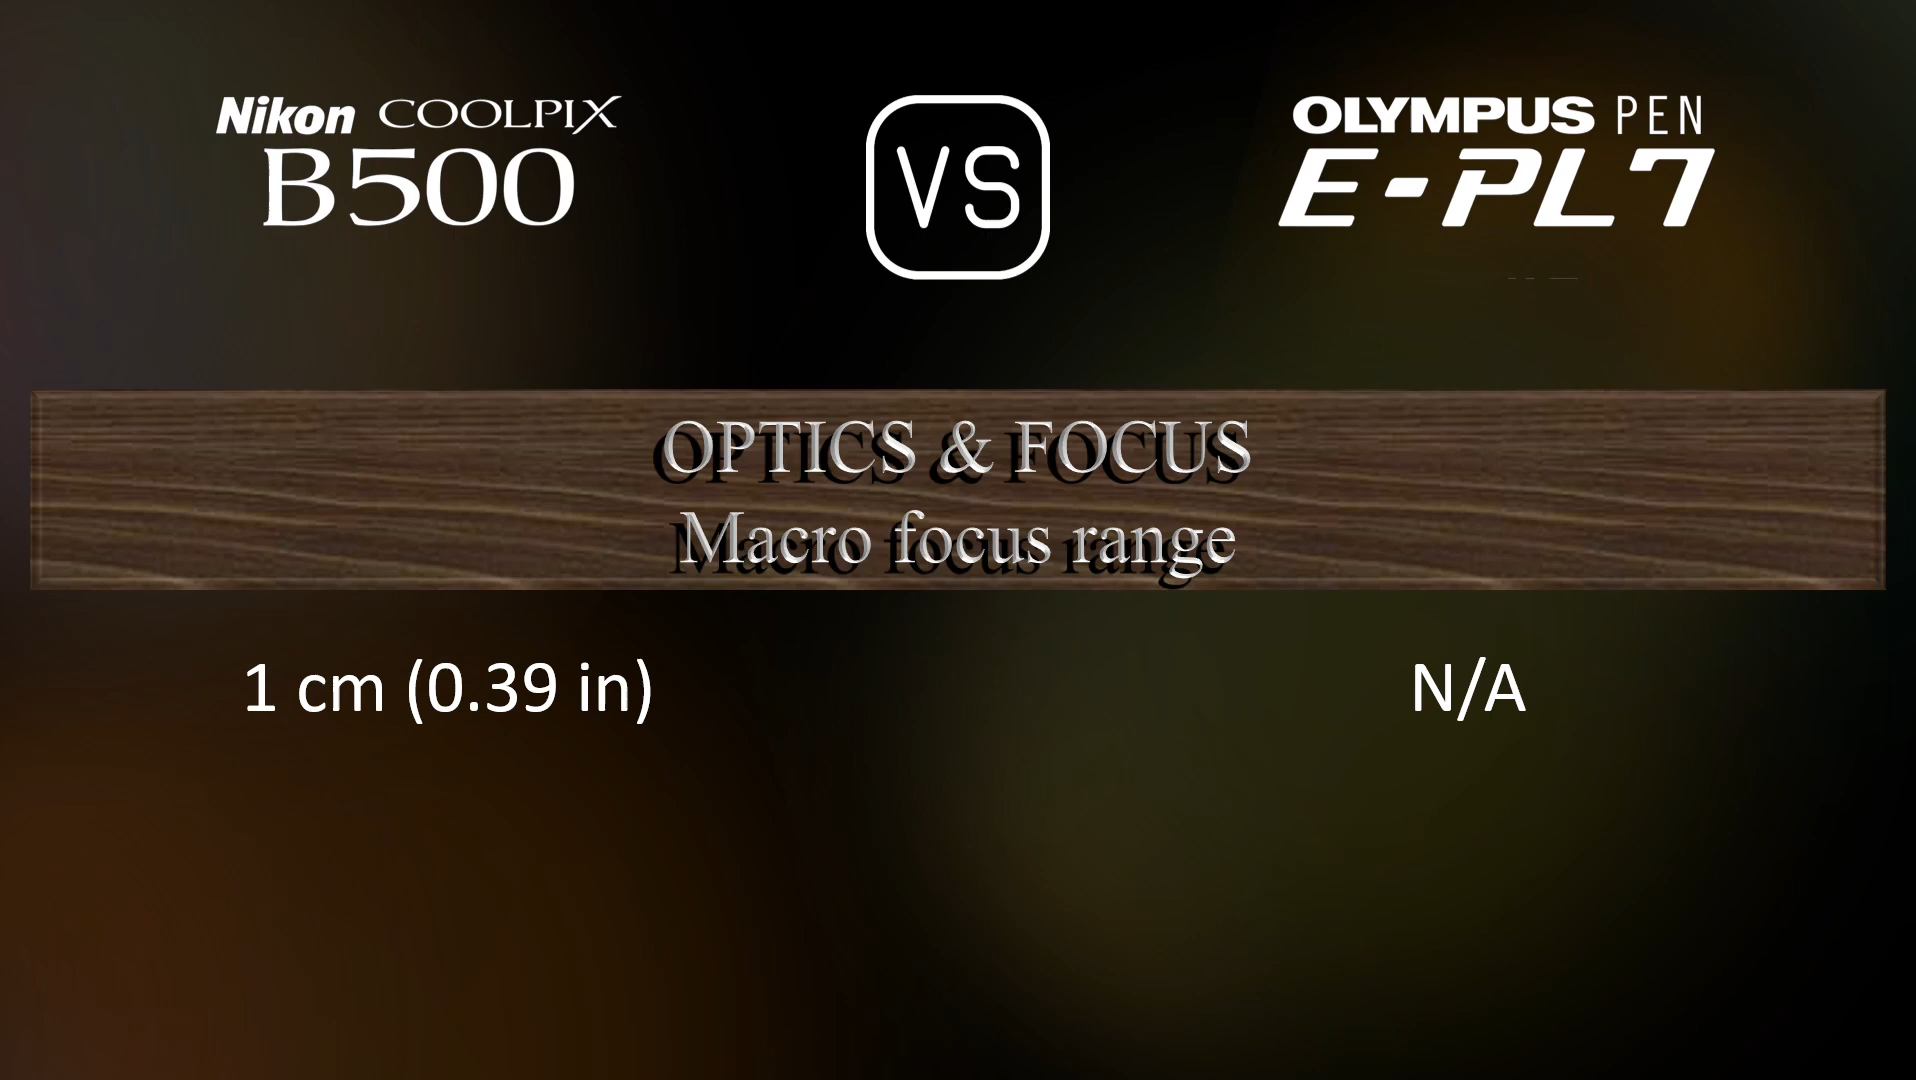 Nikon COOLPIX
B500
VS
OLYMPUS PEN
E-PL7
OPTICS & FOCUS
Macro focus range
1 cm (0.39 in)
N/A